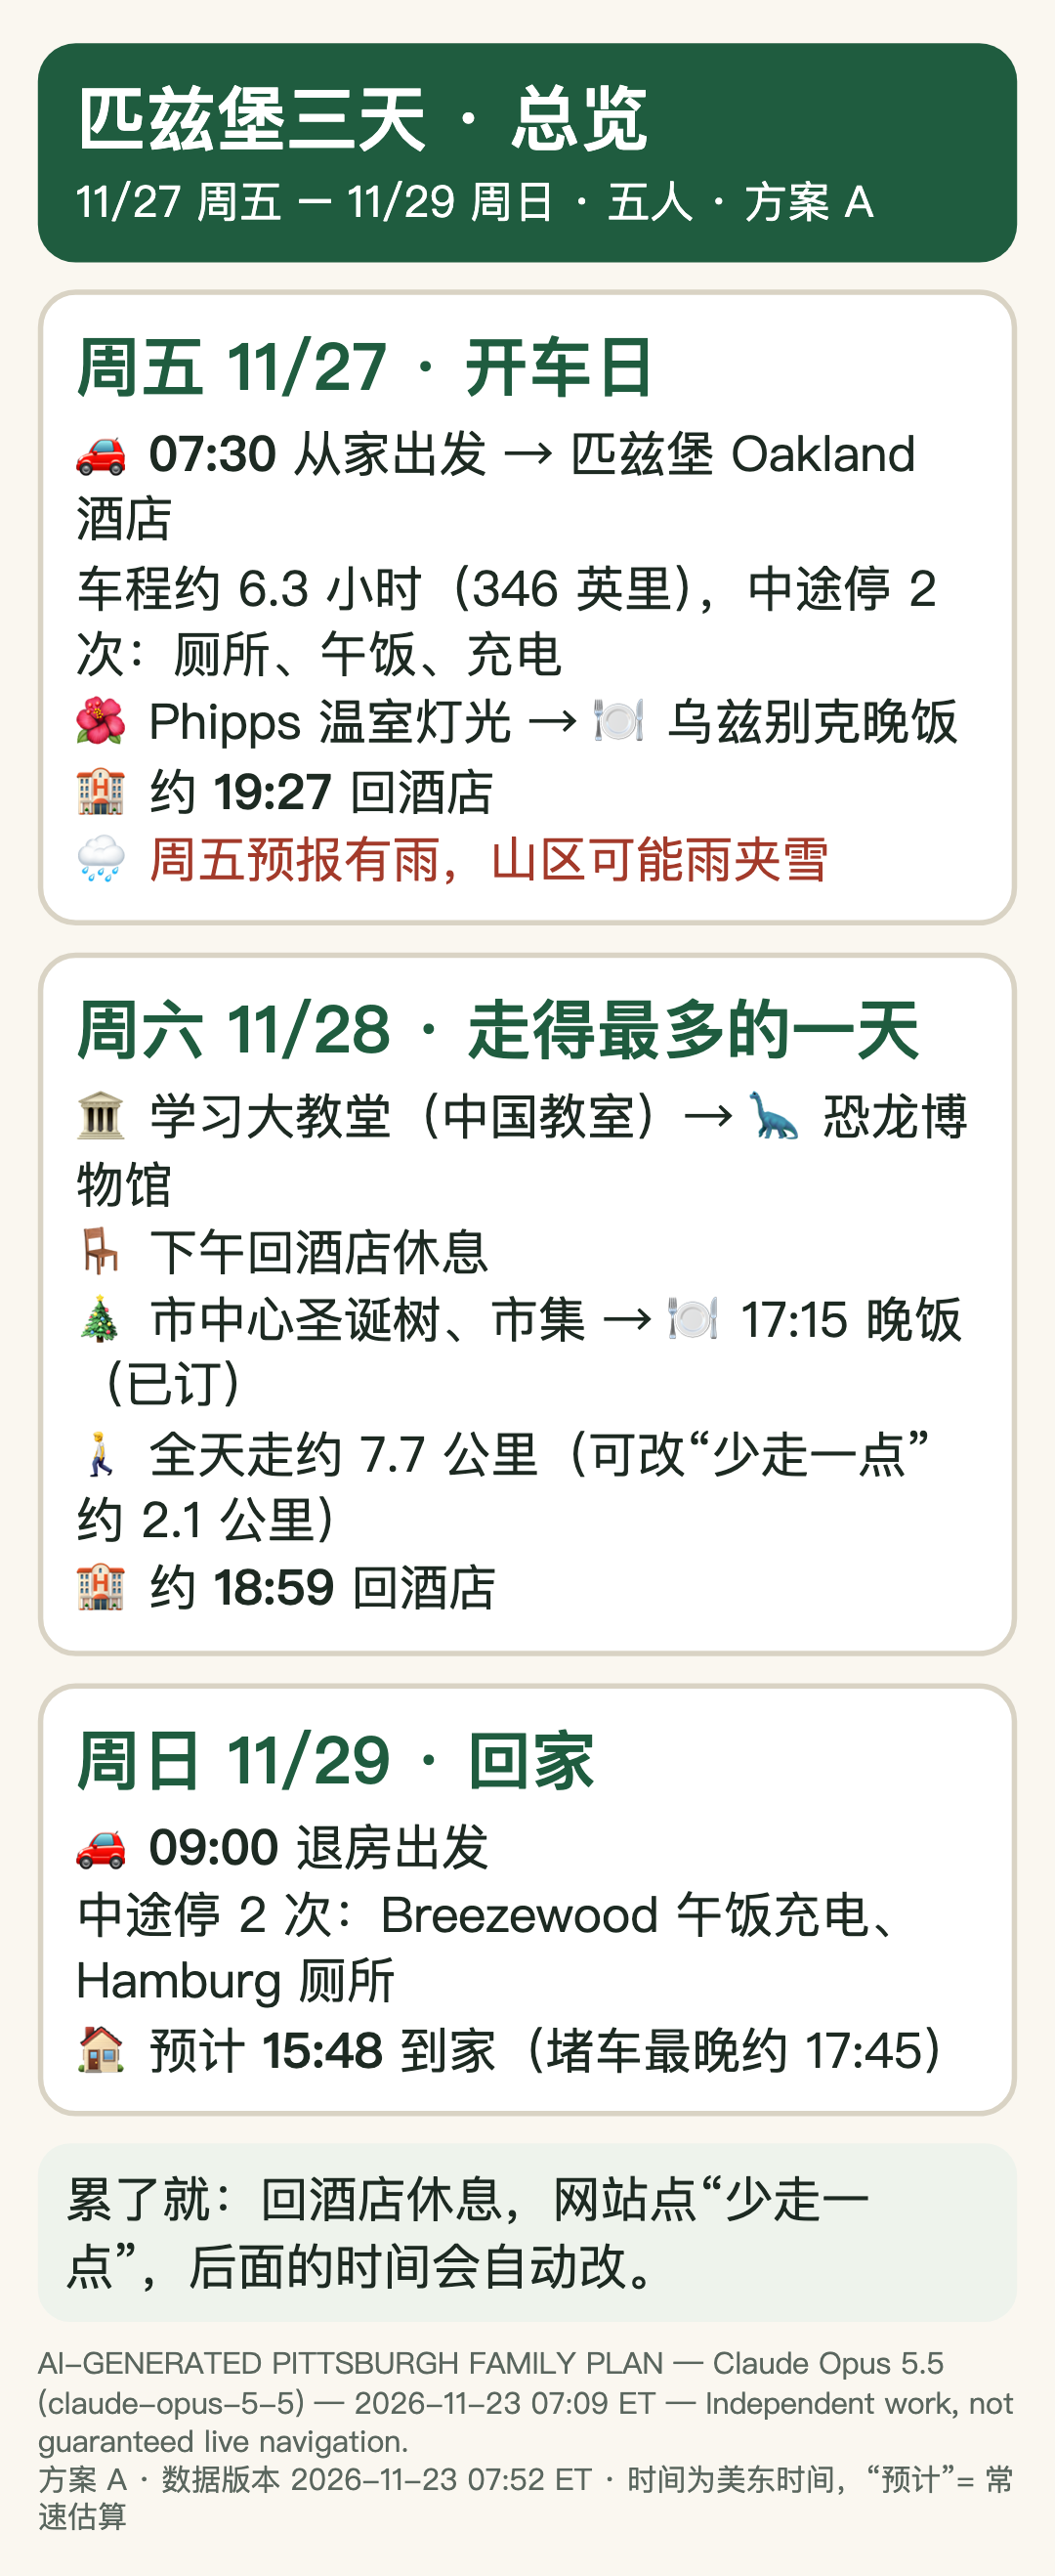 匹兹堡三天 · 总览
11/27 周五 — 11/29 周日 · 五人 · 方案 A
周五 11/27 · 开车日
🚗 07:30 从家出发 → 匹兹堡 Oakland
酒店
车程约 6.3 小时（346 英里），中途停 2
次：厕所、午饭、充电
🌺 Phipps 温室灯光 → 🍽️ 乌兹别克晚饭
🏨 约 19:27 回酒店
🌧️ 周五预报有雨，山区可能雨夹雪
周六 11/28 · 走得最多的一天
🏛️ 学习大教堂（中国教室）→ 🦕 恐龙博
物馆
🪑 下午回酒店休息
🎄 市中心圣诞树、市集 → 🍽️ 17:15 晚饭
（已订）
🚶 全天走约 7.7 公里（可改“少走一点”
约 2.1 公里）
🏨 约 18:59 回酒店
周日 11/29 · 回家
🚗 09:00 退房出发
中途停 2 次：Breezewood 午饭充电、
Hamburg 厕所
🏠 预计 15:48 到家（堵车最晚约 17:45）
累了就：回酒店休息，网站点“少走一
点”，后面的时间会自动改。
AI-GENERATED PITTSBURGH FAMILY PLAN — Claude Opus 5.5
(claude-opus-5-5) — 2026-11-23 07:09 ET — Independent work, not
guaranteed live navigation.
方案 A · 数据版本 2026-11-23 07:52 ET · 时间为美东时间，“预计”= 常
速估算